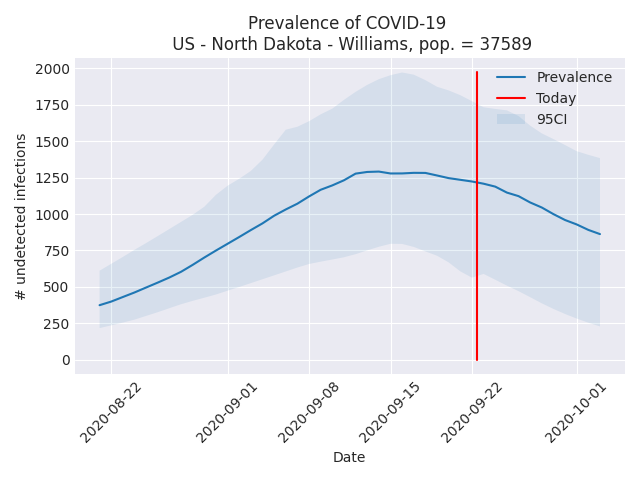 Prevalence of COVID-19
US - North Dakota - Williams, pop. = 37589
2000
1750
1500
1250
1000
750
500
250
0
# undetected infections
Prevalence
Today
95CI
2020-08-22
2020-09-01
2020-09-08
2020-09-15
2020-09-22
2020-10-01
Date